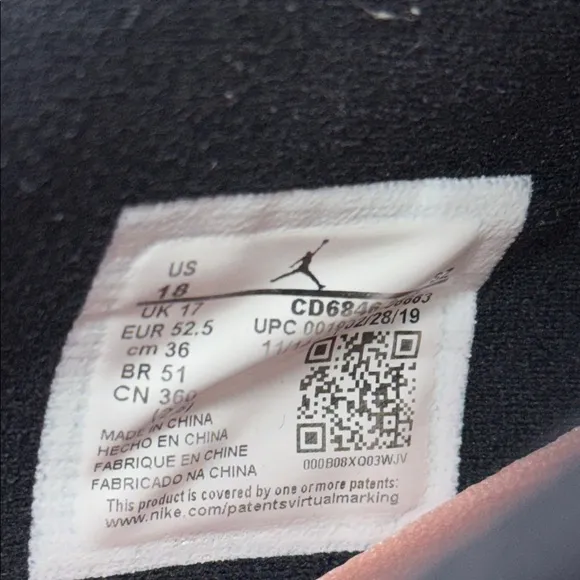 US
18
UK 17
EUR 52.5
cm 36
BR 51
CN 360
MADE IN CHINA
HECHO EN CHINA
FABRIQUE EN CHINE
FABRICADO NA CHINA
CD6846
UPC
28/19
000B08XQ03WJV
This product is covered by one or more patents:
www.nike.com/patentsvirtualmarking